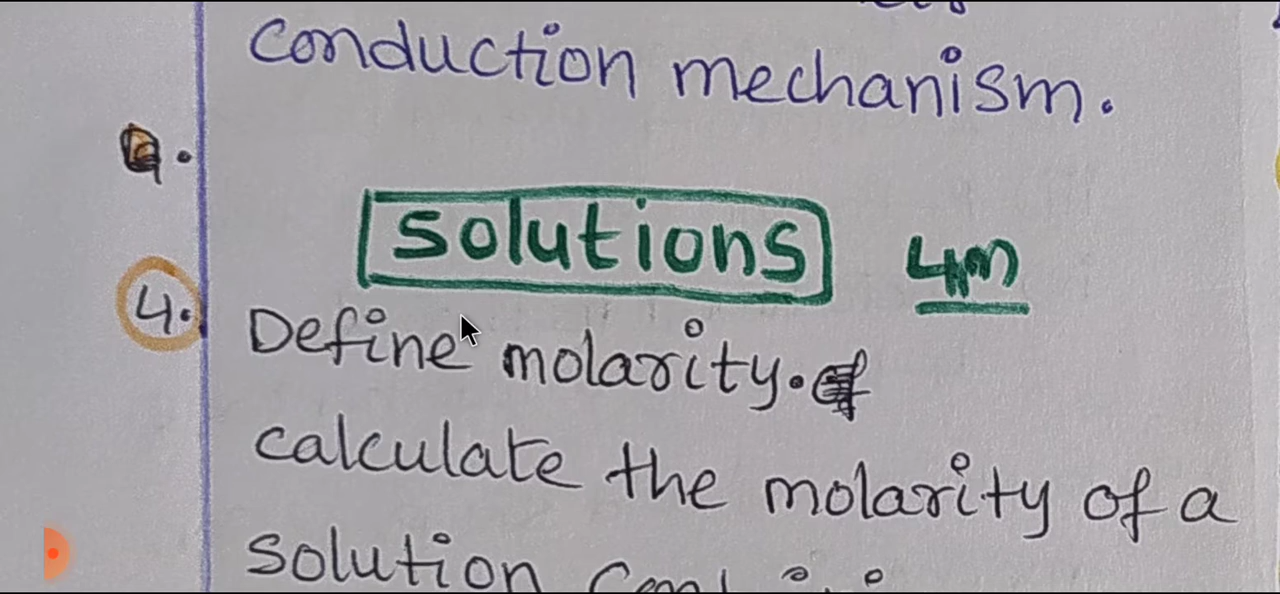 conduction mechanism.
Q.
solutions 4m
4. Define molarity.
calculate the molarity of a
solution